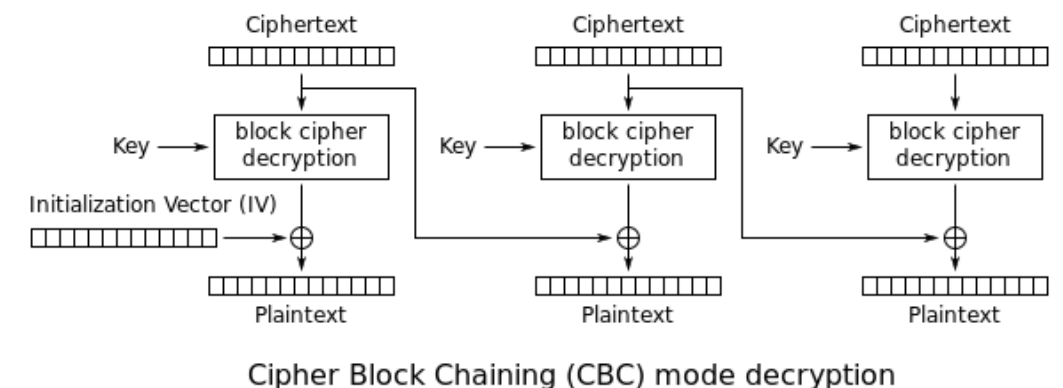 Ciphertext
Ciphertext
Ciphertext
Key
block cipher
decryption
Key
block cipher
decryption
Key
block cipher
decryption
Initialization Vector (IV)
Plaintext
Plaintext
Plaintext
Cipher Block Chaining (CBC) mode decryption